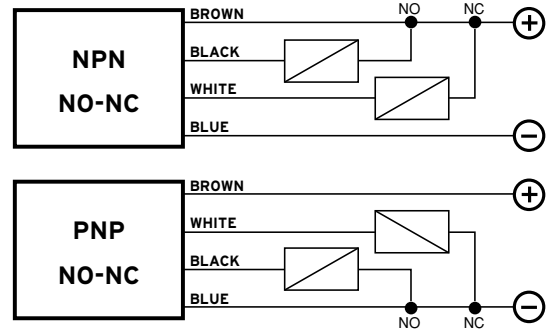 NO NC
BROWN
+
BLACK
NPN
NO-NC
WHITE
BLUE
−
BROWN
+
WHITE
PNP
NO-NC
BLACK
BLUE
−
NO NC